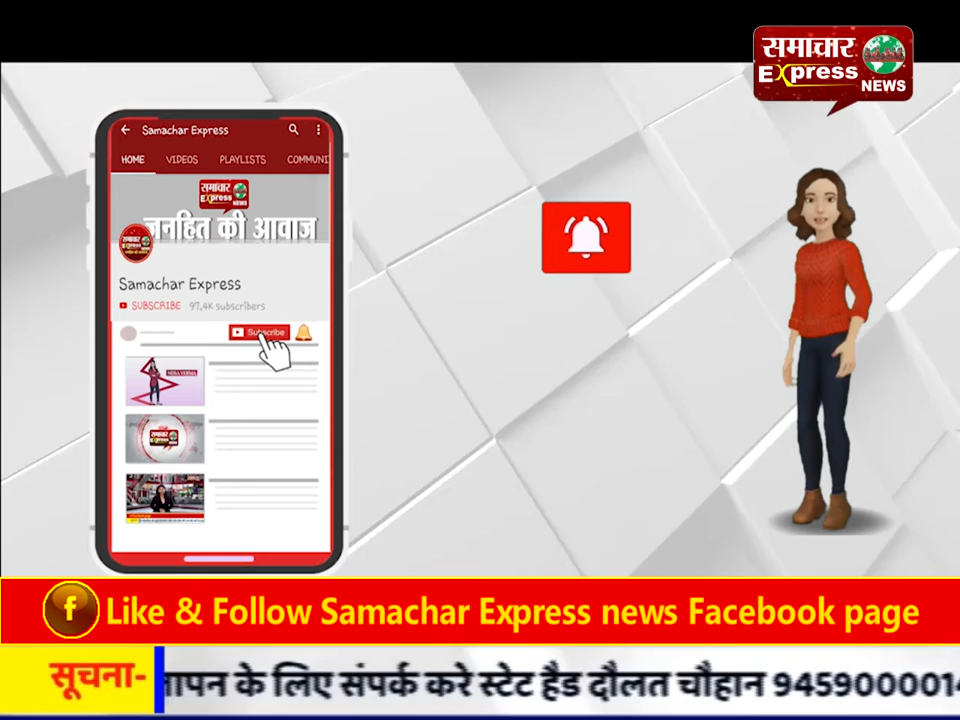 समाचार
Express
NEWS
Samachar Express
HOME VIDEOS PLAYLISTS COMMUNI
समाचार
Express
NEWS
जनहित की आवाज
Samachar Express
SUBSCRIBE 97.4K subscribers
Subscribe
f Like & Follow Samachar Express news Facebook page
सूचना- ापन के लिए संपर्क करे स्टेट हैड दौलत चौहान 945900001